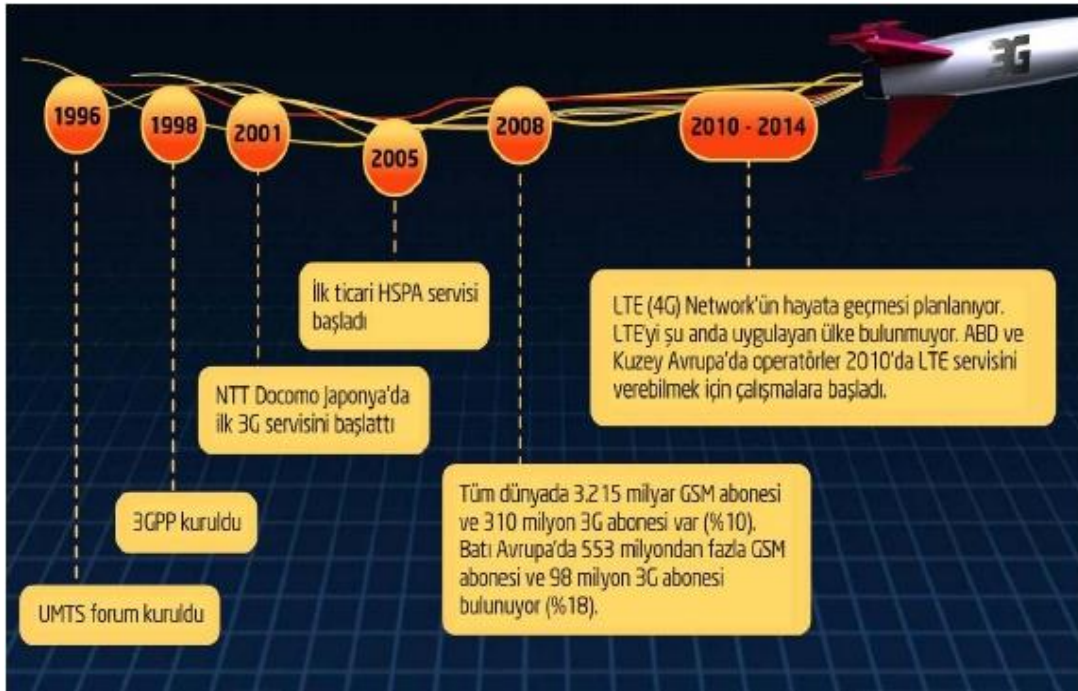 3G
1996
1998
2001
2005
2008
2010 - 2014
İlk ticari HSPA servisi
başladı
LTE (4G) Network'ün hayata geçmesi planlanıyor.
LTE'yi şu anda uygulayan ülke bulunmuyor. ABD ve
Kuzey Avrupa'da operatörler 2010'da LTE servisini
verebilmek için çalışmalara başladı.
NTT Docomo Japonya'da
ilk 3G servisini başlattı
Tüm dünyada 3.215 milyar GSM abonesi
ve 310 milyon 3G abonesi var (%10).
Batı Avrupa'da 553 milyondan fazla GSM
abonesi ve 98 milyon 3G abonesi
bulunuyor (%18).
3GPP kuruldu
UMTS forum kuruldu